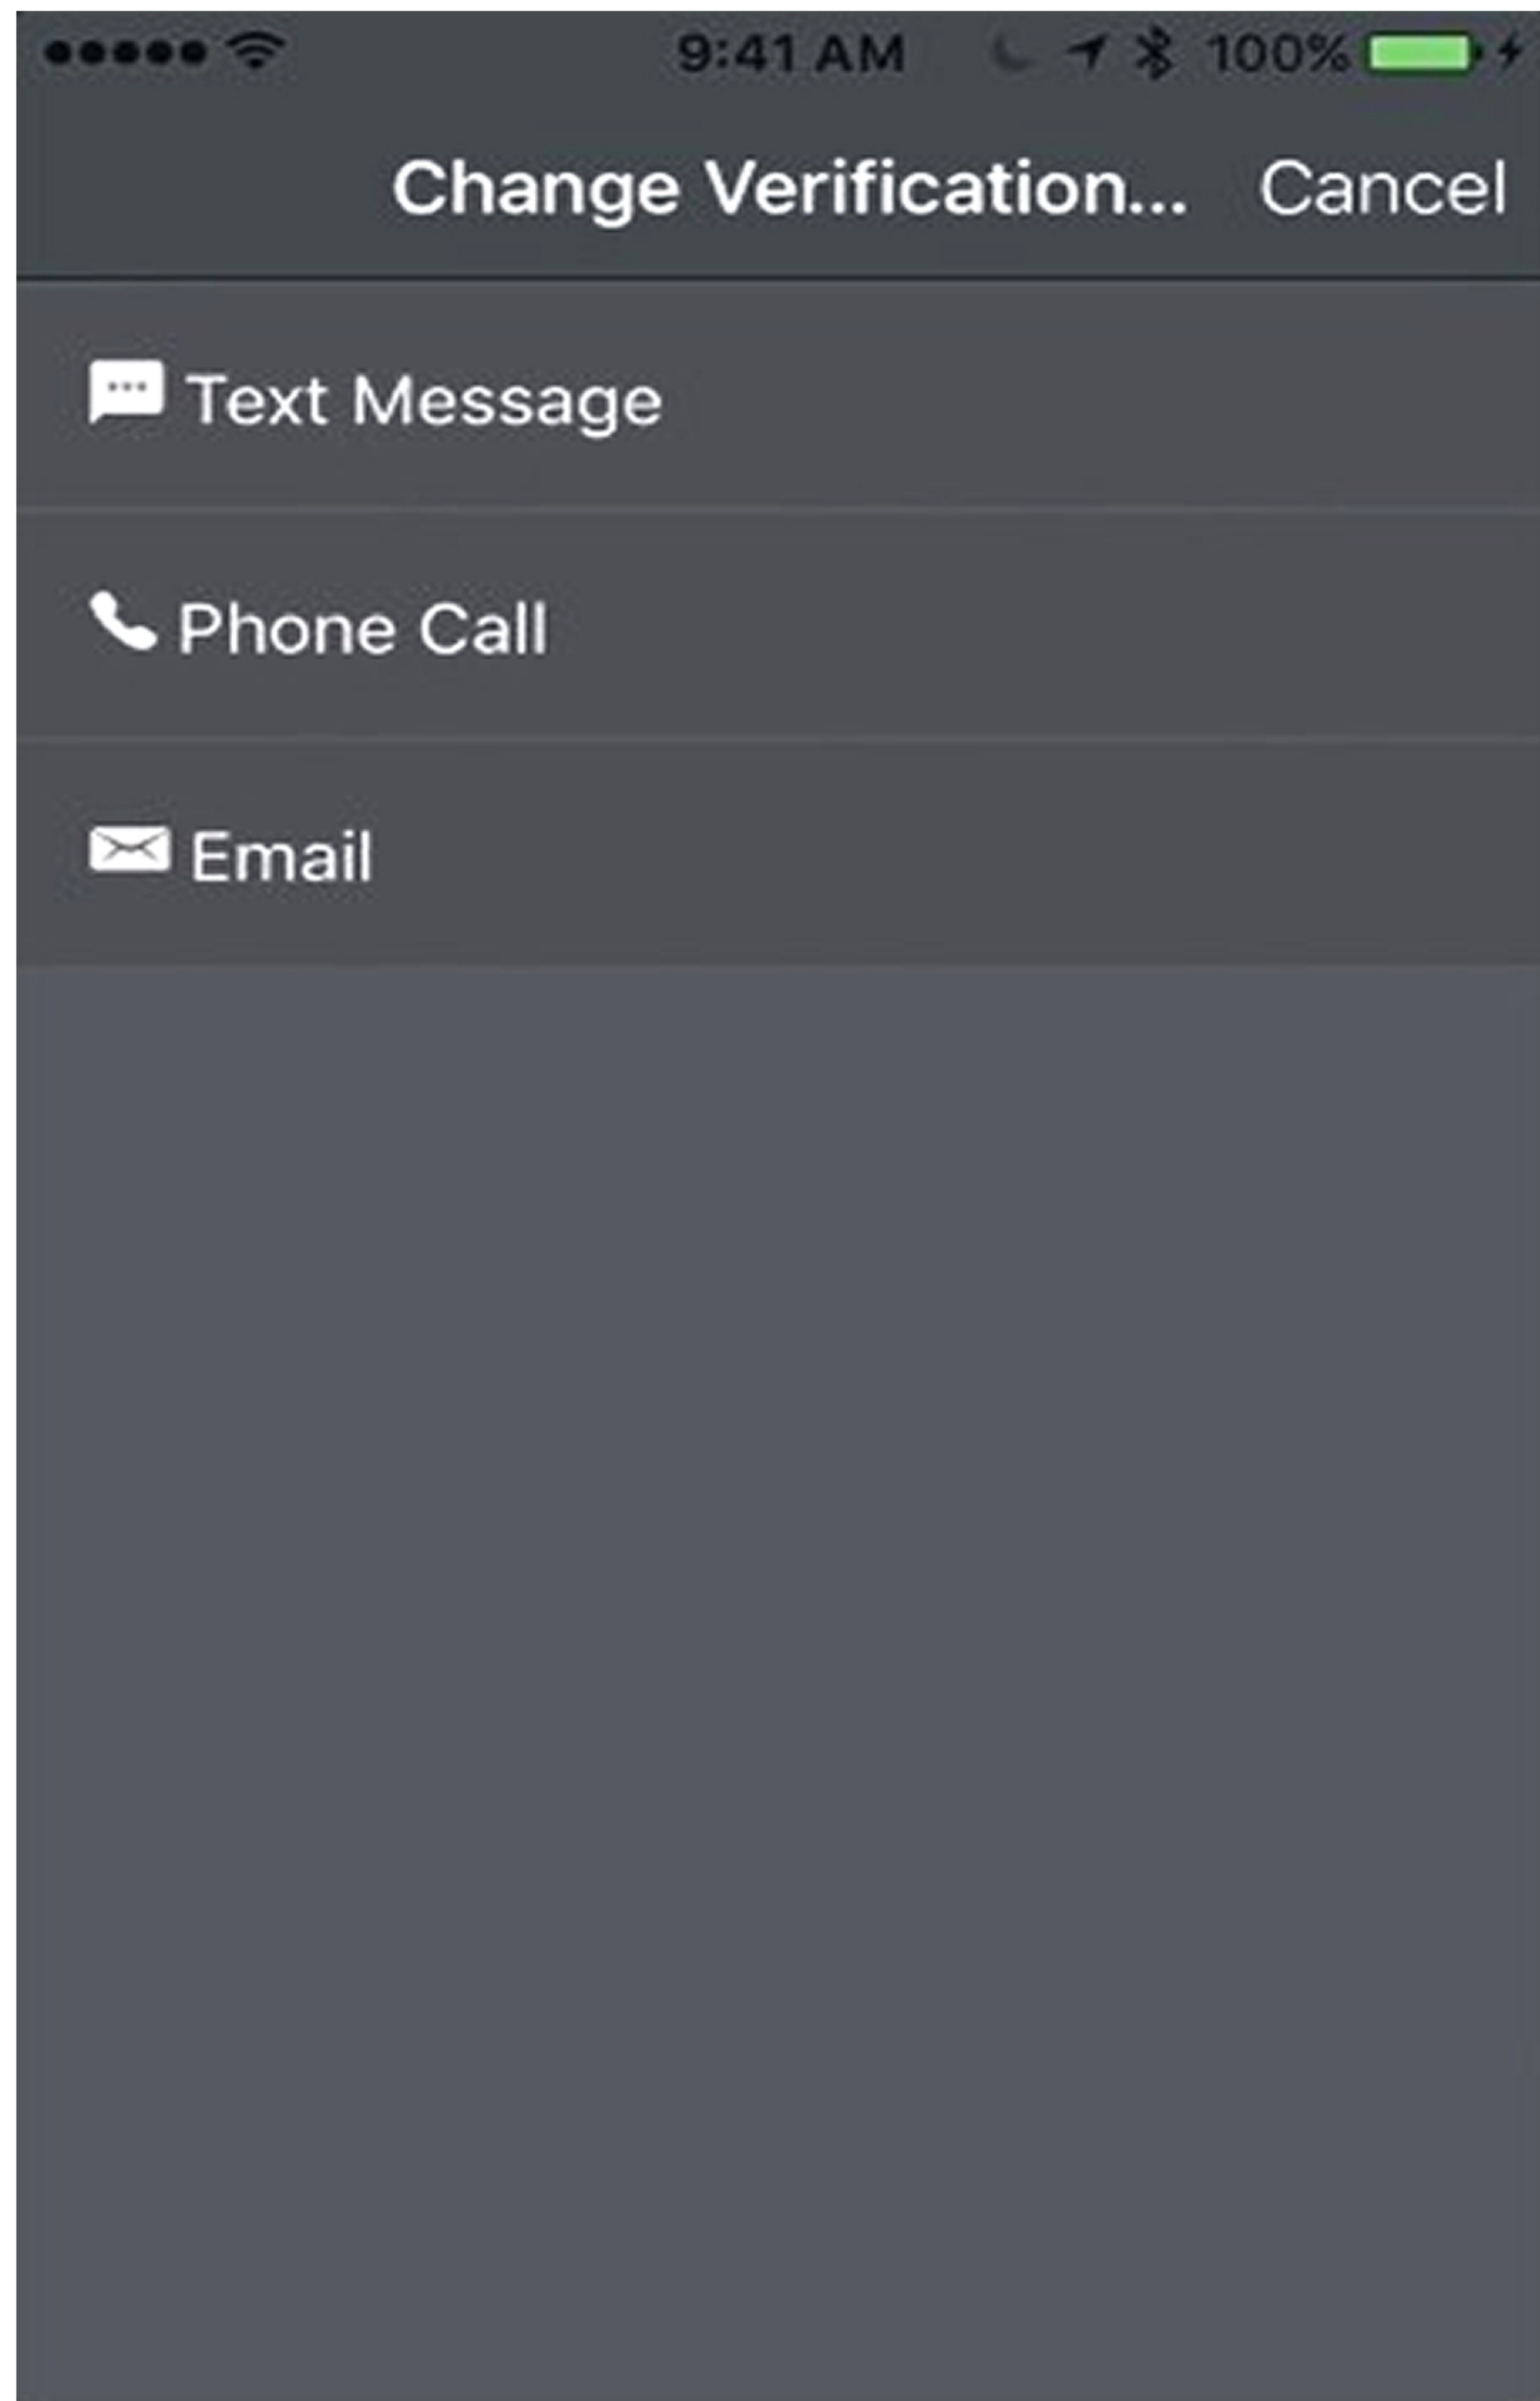 9:41 AM 100%
Change Verification... Cancel
Text Message
Phone Call
Email